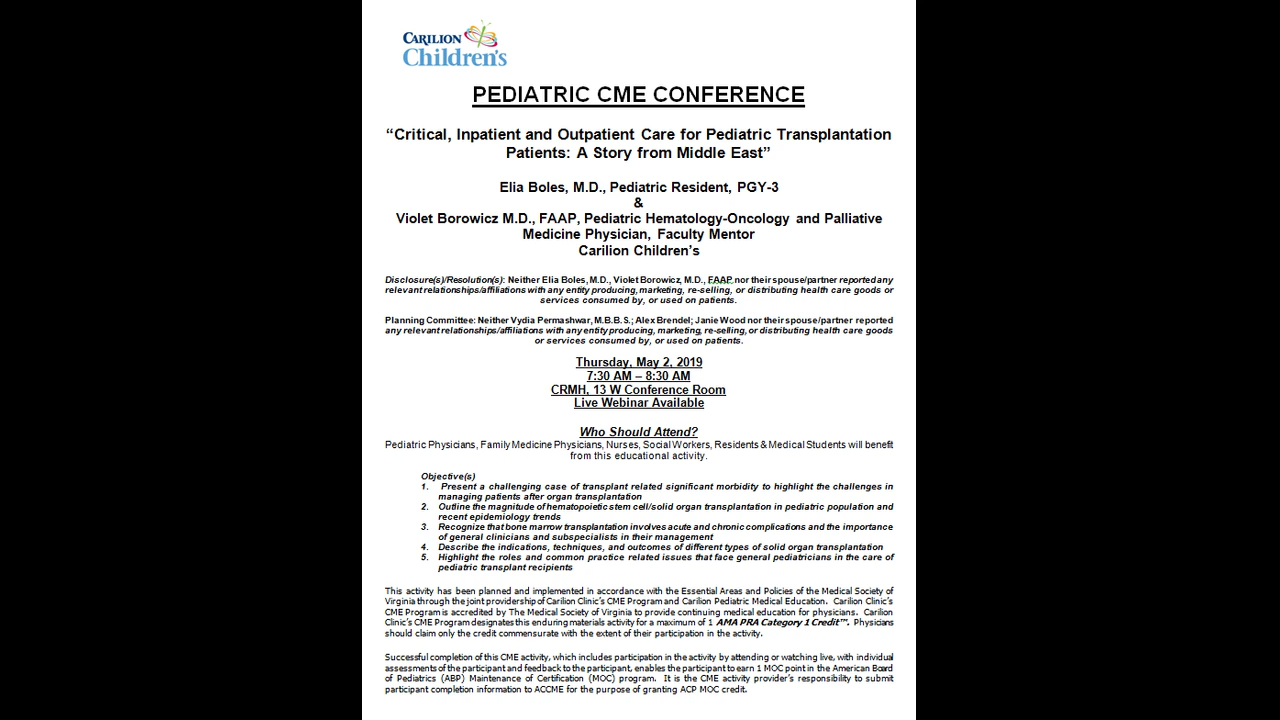 CARILION
Children's
PEDIATRIC CME CONFERENCE
“Critical, Inpatient and Outpatient Care for Pediatric Transplantation
Patients: A Story from Middle East”
Elia Boles, M.D., Pediatric Resident, PGY-3
&
Violet Borowicz M.D., FAAP, Pediatric Hematology-Oncology and Palliative
Medicine Physician, Faculty Mentor
Carilion Children’s
Disclosure(s)/Resolution(s): Neither Elia Boles, M.D., Violet Borowicz, M.D., FAAP nor their spouse/partner reported any
relevant relationships/affiliations with any entity producing, marketing, re-selling, or distributing health care goods or
services consumed by, or used on patients.
Planning Committee: Neither Vydia Permashwar, M.B.B.S.; Alex Brendel; Janie Wood nor their spouse/partner reported
any relevant relationships/affiliations with any entity producing, marketing, re-selling, or distributing health care goods
or services consumed by, or used on patients.
Thursday, May 2, 2019
7:30 AM – 8:30 AM
CRMH, 13 W Conference Room
Live Webinar Available
Who Should Attend?
Pediatric Physicians, Family Medicine Physicians, Nurses, Social Workers, Residents & Medical Students will benefit
from this educational activity.
Objective(s)
1. Present a challenging case of transplant related significant morbidity to highlight the challenges in
managing patients after organ transplantation
2. Outline the magnitude of hematopoietic stem cell/solid organ transplantation in pediatric population and
recent epidemiology trends
3. Recognize that bone marrow transplantation involves acute and chronic complications and the importance
of general clinicians and subspecialists in their management
4. Describe the indications, techniques, and outcomes of different types of solid organ transplantation
5. Highlight the roles and common practice related issues that face general pediatricians in the care of
pediatric transplant recipients
This activity has been planned and implemented in accordance with the Essential Areas and Policies of the Medical Society of
Virginia through the joint providership of Carilion Clinic’s CME Program and Carilion Pediatric Medical Education. Carilion Clinic’s
CME Program is accredited by The Medical Society of Virginia to provide continuing medical education for physicians. Carilion
Clinic’s CME Program designates this enduring materials activity for a maximum of 1 AMA PRA Category 1 Credit™. Physicians
should claim only the credit commensurate with the extent of their participation in the activity.
Successful completion of this CME activity, which includes participation in the activity by attending or watching live, with individual
assessments of the participant and feedback to the participant, enables the participant to earn 1 MOC point in the American Board
of Pediatrics (ABP) Maintenance of Certification (MOC) program. It is the CME activity provider’s responsibility to submit
participant completion information to ACCME for the purpose of granting ACP MOC credit.